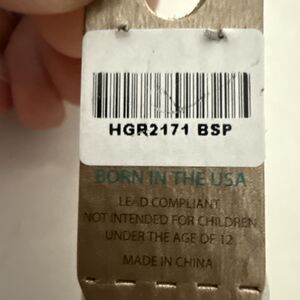 HGR2171 BSP
BORN IN THE USA
LEAD COMPLIANT
NOT INTENDED FOR CHILDREN
UNDER THE AGE OF 12
MADE IN CHINA